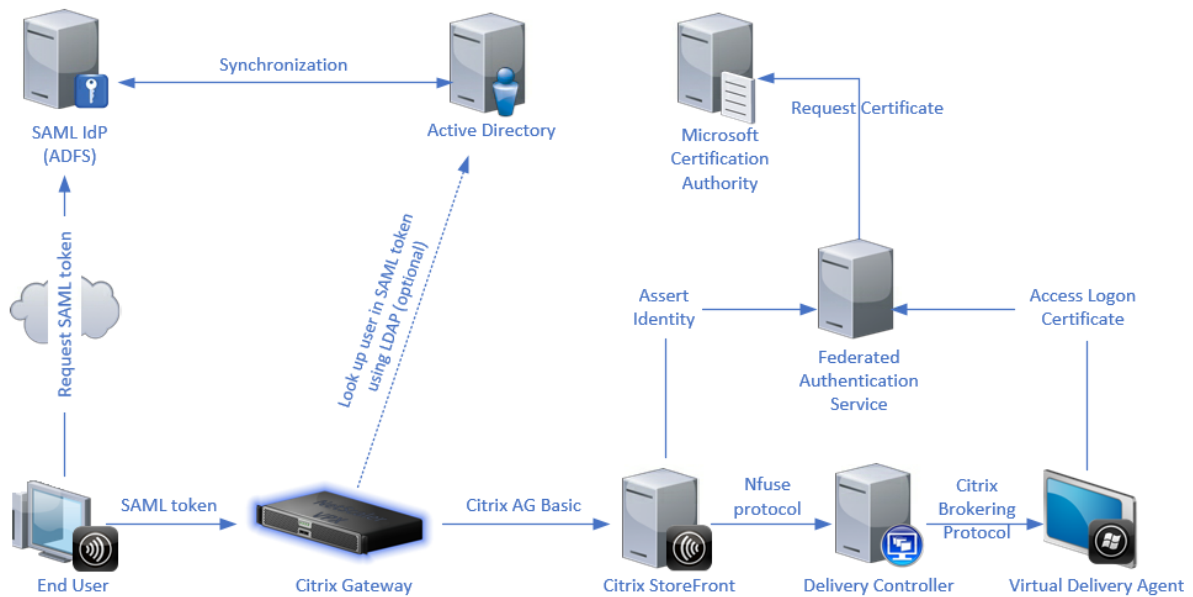 Synchronization
SAML IdP
(ADFS)
Active Directory
Request Certificate
Microsoft
Certification
Authority
Request SAML token
Look up user in SAML token
using LDAP (optional)
Assert
Identity
Access Logon
Certificate
Federated
Authentication
Service
SAML token
Citrix AG Basic
Nfuse
protocol
Citrix
Brokering
Protocol
End User
Citrix Gateway
Citrix StoreFront
Delivery Controller
Virtual Delivery Agent